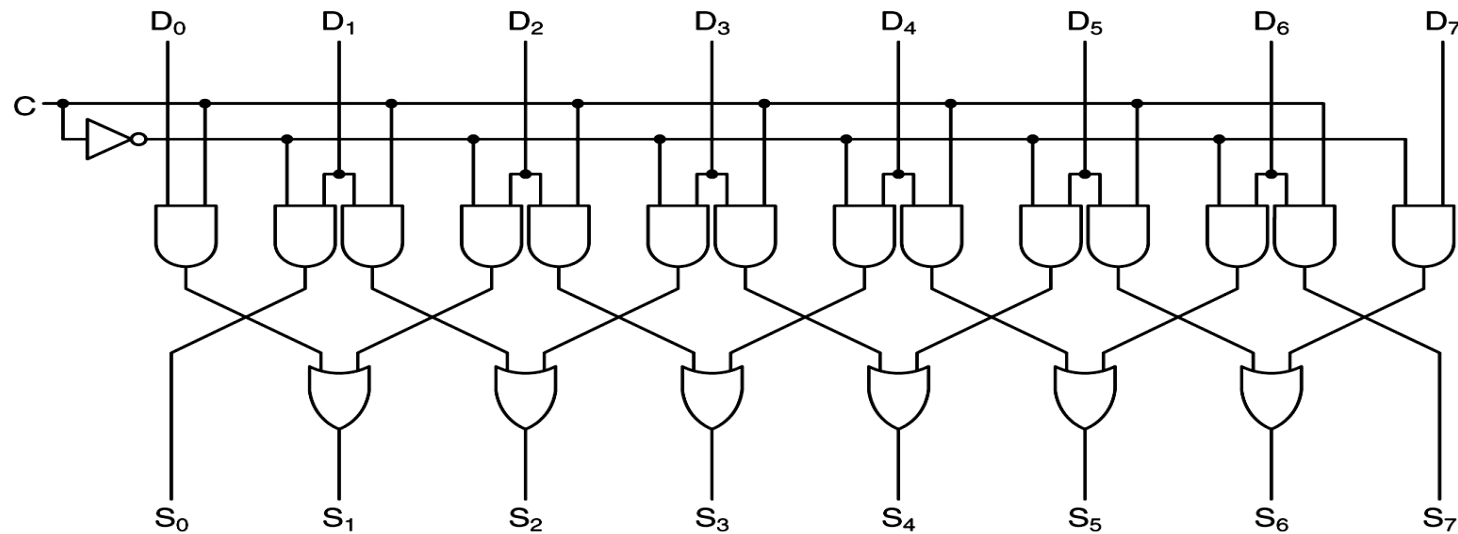 D₀ D₁ D₂ D₃ D₄ D₅ D₆ D₇
C
S₀ S₁ S₂ S₃ S₄ S₅ S₆ S₇